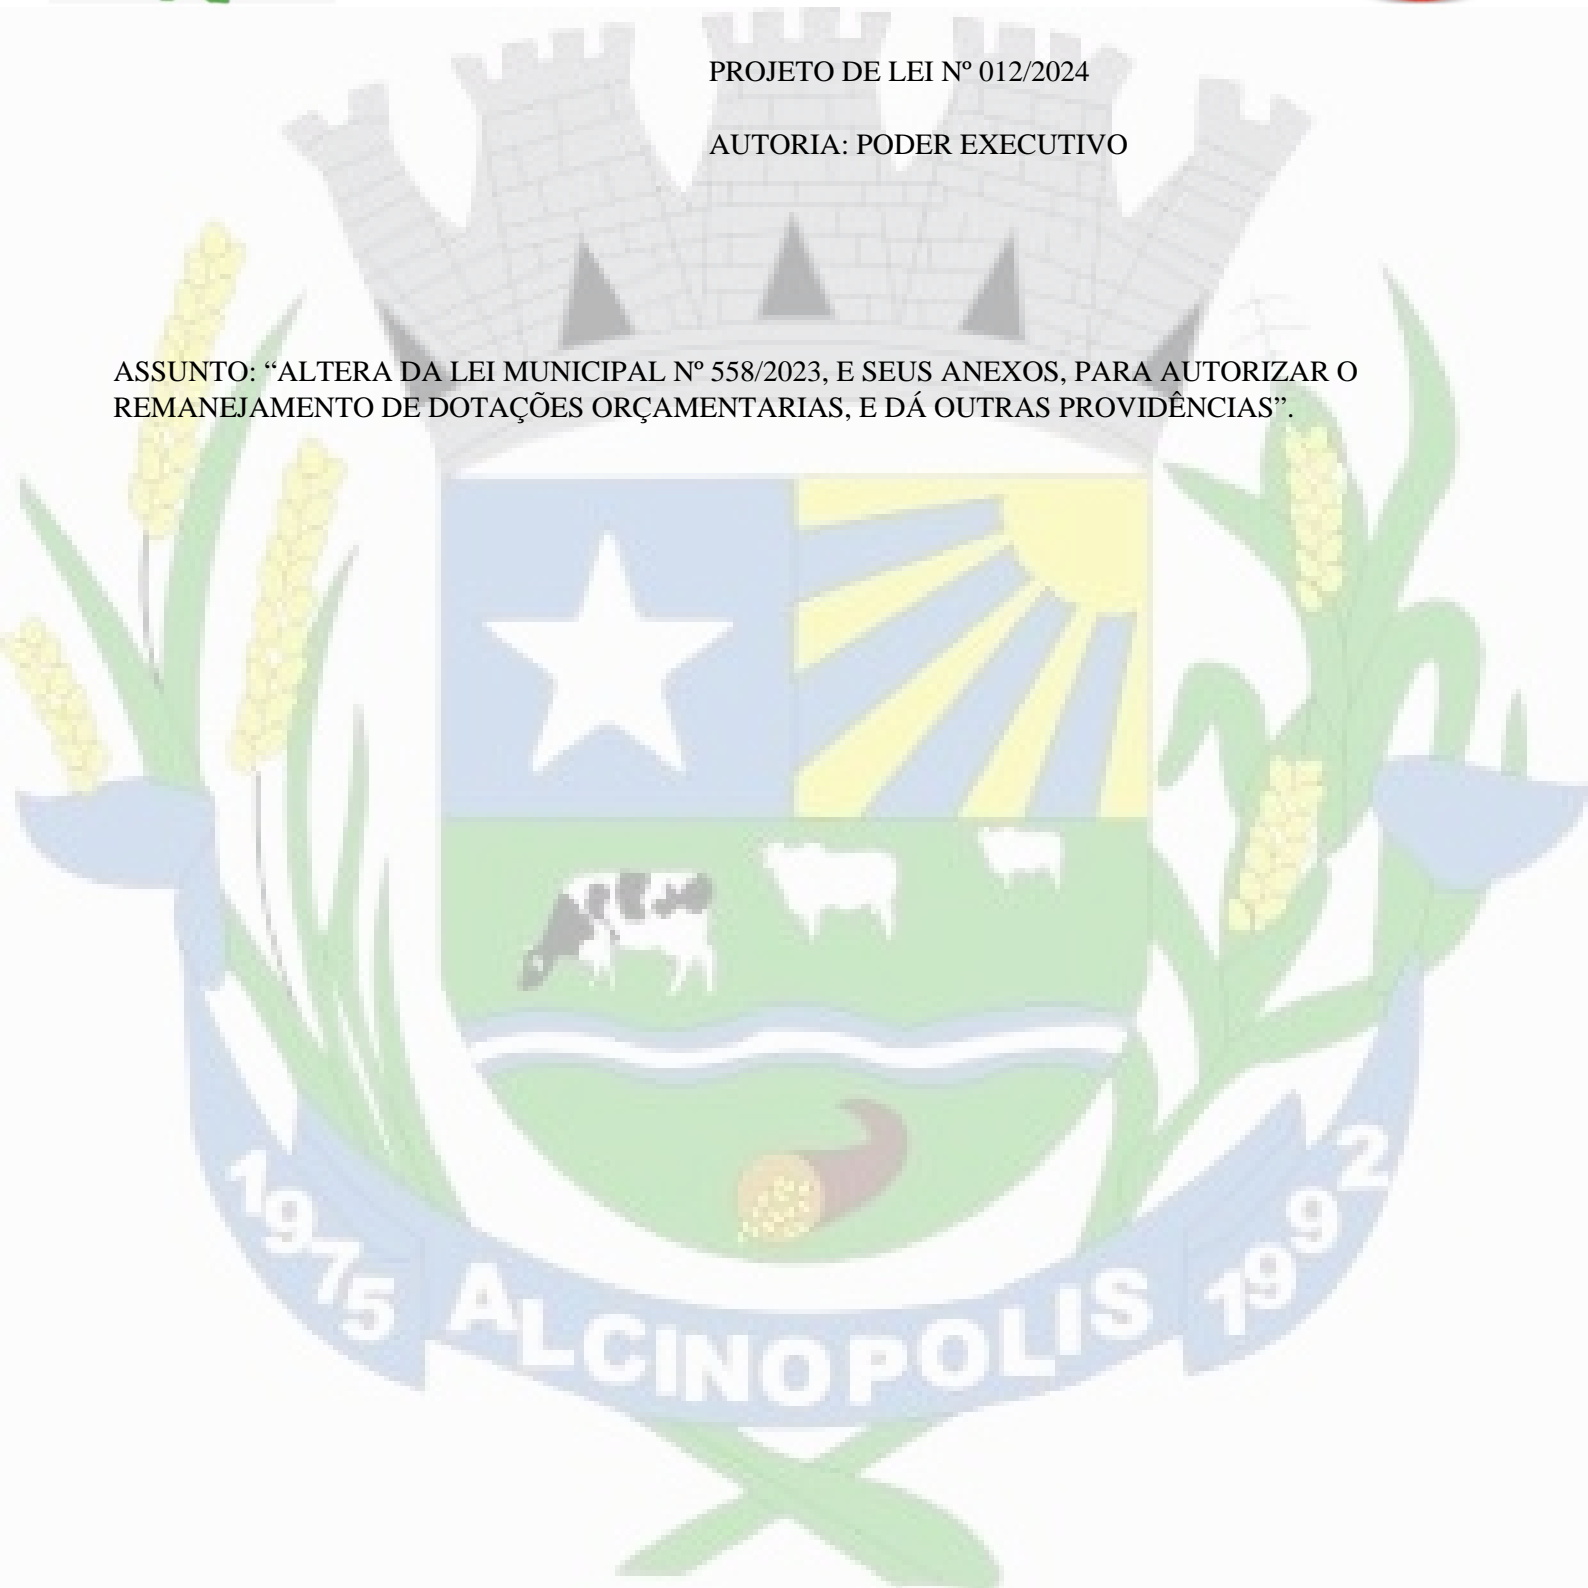 PROJETO DE LEI Nº 012/2024
AUTORIA: PODER EXECUTIVO
ASSUNTO: “ALTERA DA LEI MUNICIPAL Nº 558/2023, E SEUS ANEXOS, PARA AUTORIZAR O
REMANEJAMENTO DE DOTAÇÕES ORÇAMENTARIAS, E DÁ OUTRAS PROVIDÊNCIAS”.
1975 ALCINOPOLIS 1992